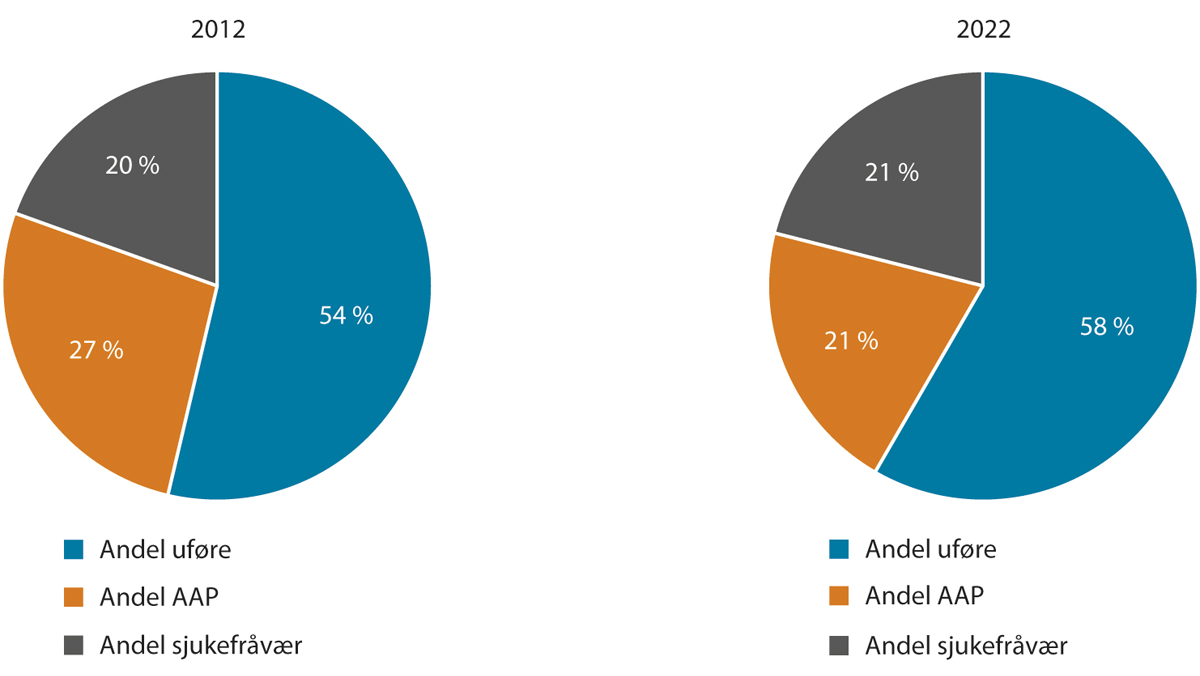 2012
20 %
54 %
27 %
Andel uføre
Andel AAP
Andel sjukefråvær
2022
21 %
58 %
21 %
Andel uføre
Andel AAP
Andel sjukefråvær